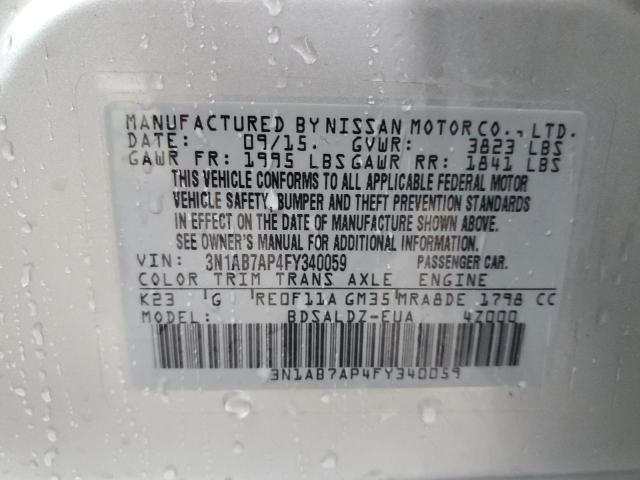 MANUFACTURED BY NISSAN MOTOR CO., LTD.
DATE: 09/15. GVWR: 3823 LBS
GAWR FR: 1995 LBS GAWR RR: 1841 LBS
THIS VEHICLE CONFORMS TO ALL APPLICABLE FEDERAL MOTOR
VEHICLE SAFETY, BUMPER AND THEFT PREVENTION STANDARDS
IN EFFECT ON THE DATE OF MANUFACTURE SHOWN ABOVE.
SEE OWNER'S MANUAL FOR ADDITIONAL INFORMATION.
VIN: 3N1AB7AP4FY340059 PASSENGER CAR.
COLOR TRIM TRANS AXLE ENGINE
K23 G RE0F11A GM35 MRA8DE 1798 CC
MODEL: BDSALDZ-EUA 4Z000
3N1AB7AP4FY340059